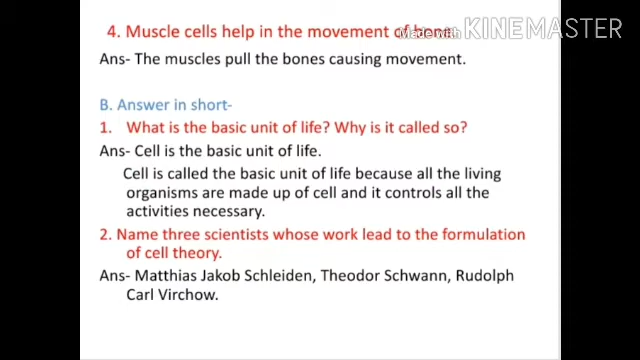 4. Muscle cells help in the movement of bone
Made with KINEMASTER
Ans- The muscles pull the bones causing movement.
B. Answer in short-
1. What is the basic unit of life? Why is it called so?
Ans- Cell is the basic unit of life.
Cell is called the basic unit of life because all the living
organisms are made up of cell and it controls all the
activities necessary.
2. Name three scientists whose work lead to the formulation
of cell theory.
Ans- Matthias Jakob Schleiden, Theodor Schwann, Rudolph
Carl Virchow.